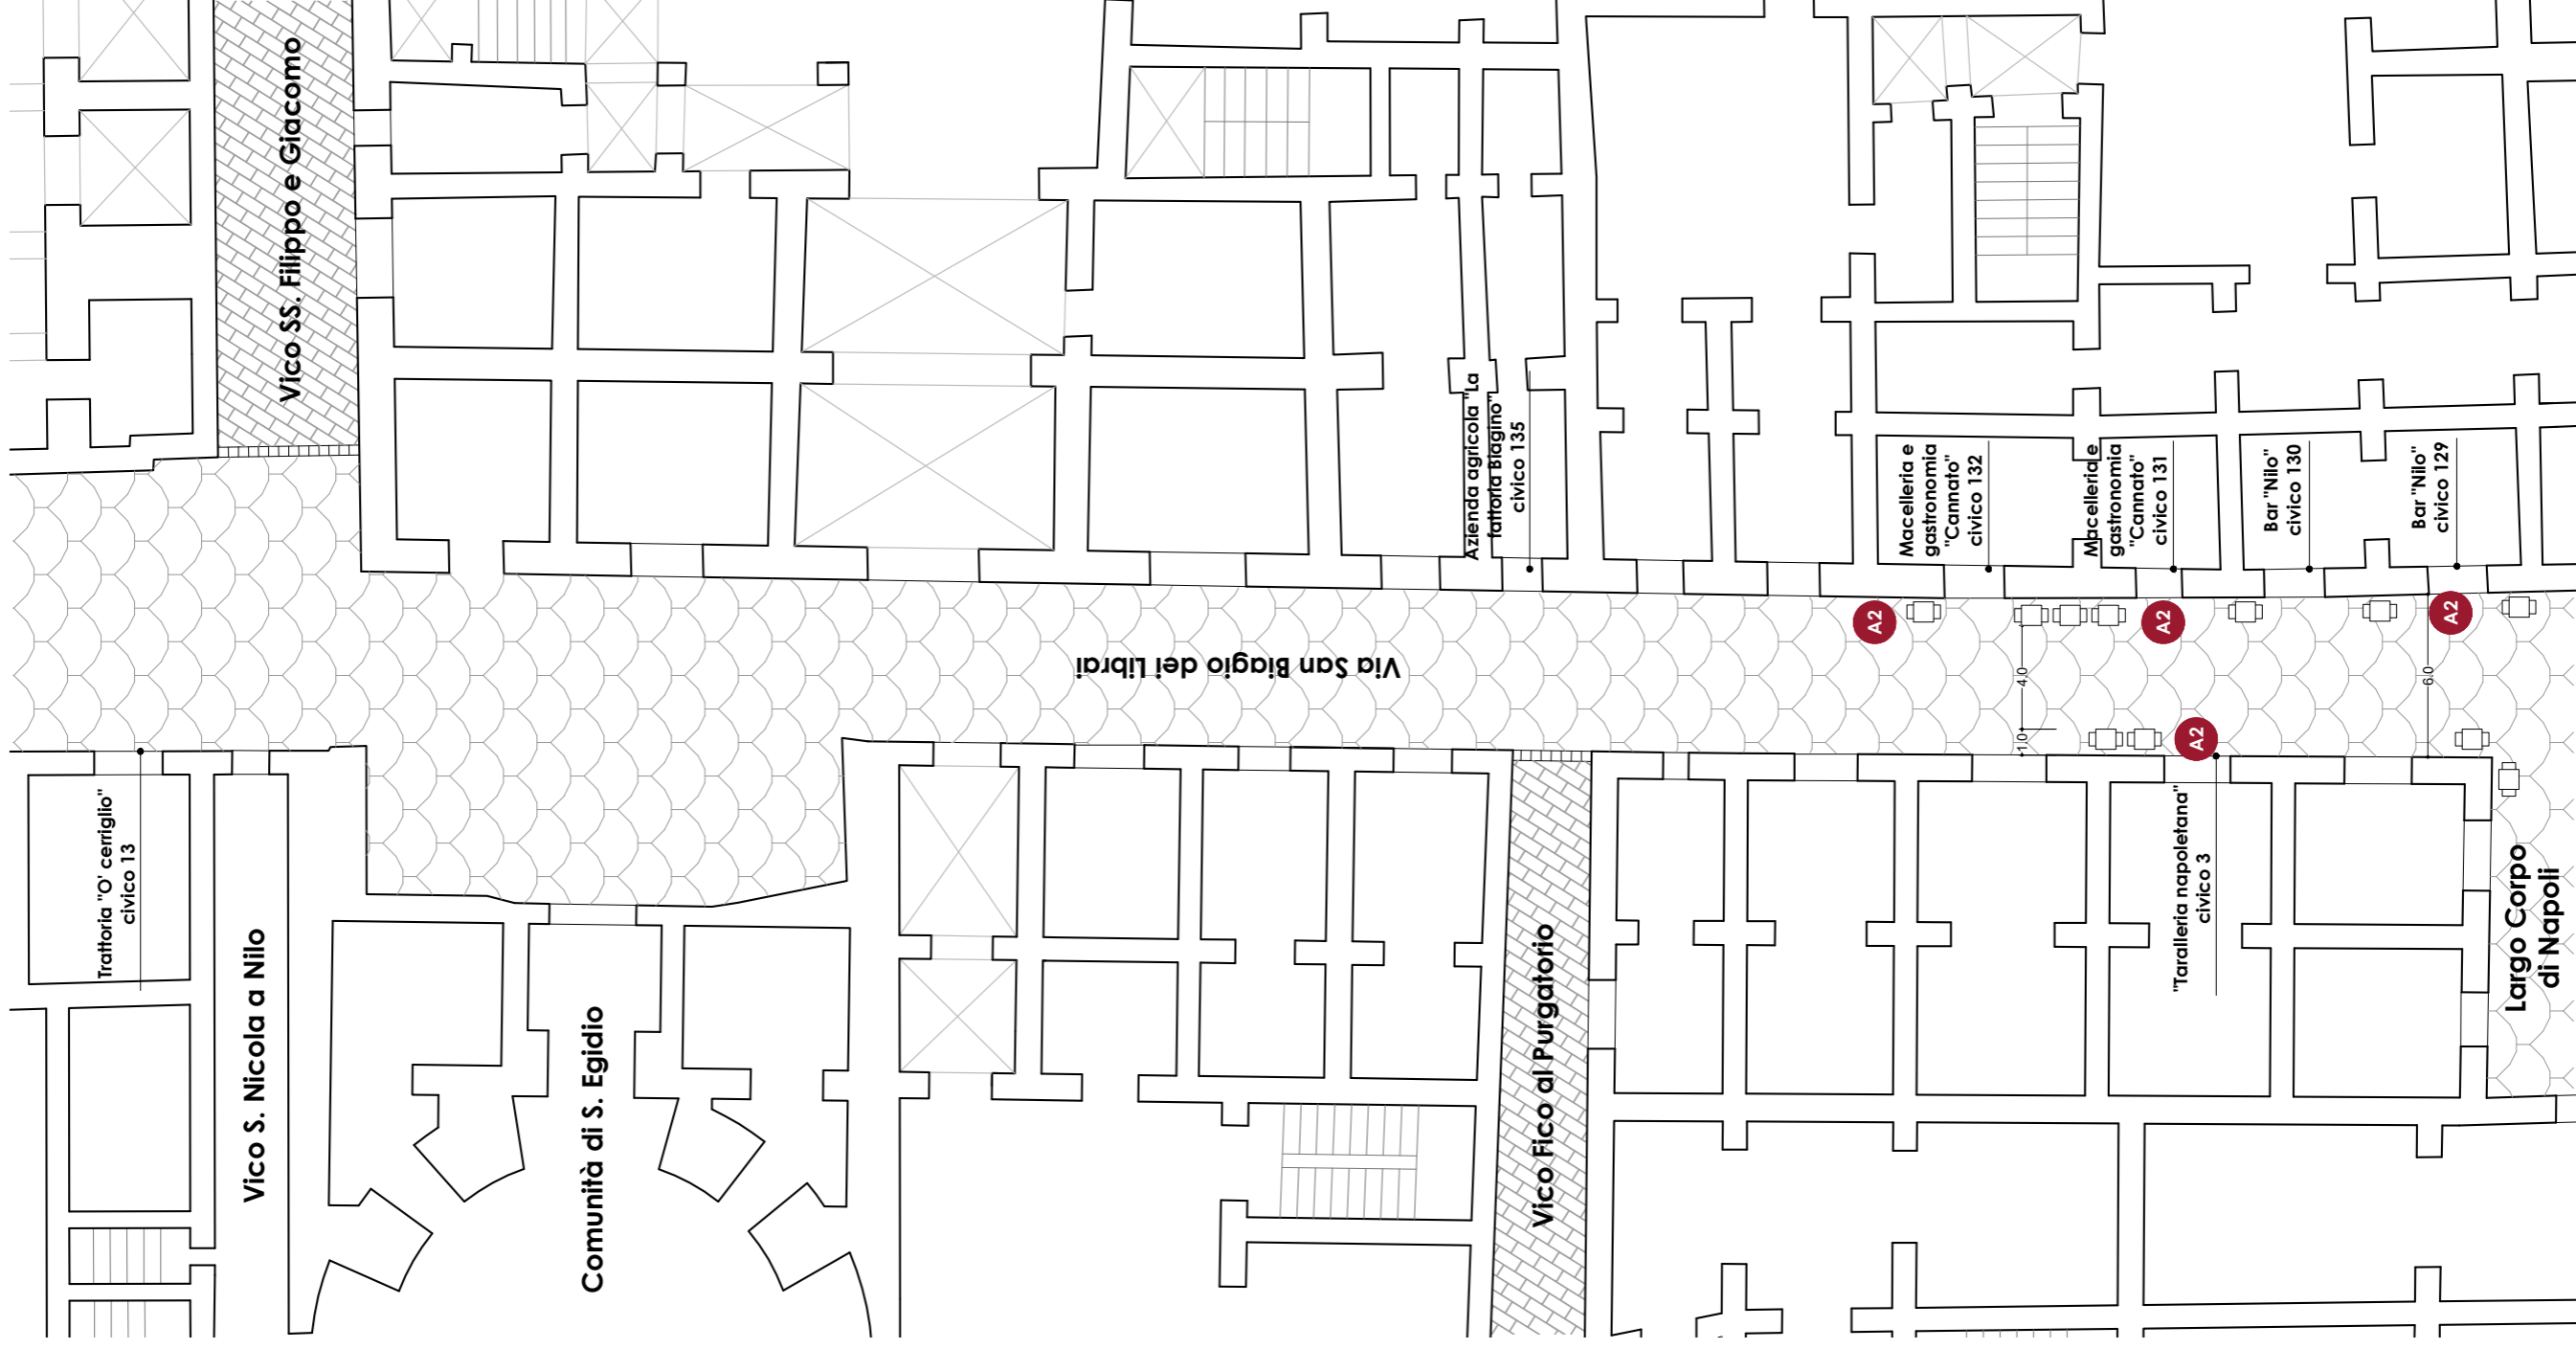 Vico SS. Filippo e Giacomo
Azienda agricola "La
fattoria Biagino"
civico 135
Macelleria e
gastronomia
"Cannato"
civico 132
Macelleria e
gastronomia
"Cannato"
civico 131
Bar "Nilo"
civico 130
Bar "Nilo"
civico 129
A2
A2
A2
Via San Biagio dei Librai
4,0
6,0
1,0
A2
Trattoria "O' cerriglio"
civico 13
Vico S. Nicola a Nilo
Comunità di S. Egidio
Vico Fico al Purgatorio
"Taralleria napoletana"
civico 3
Largo Corpo
di Napoli